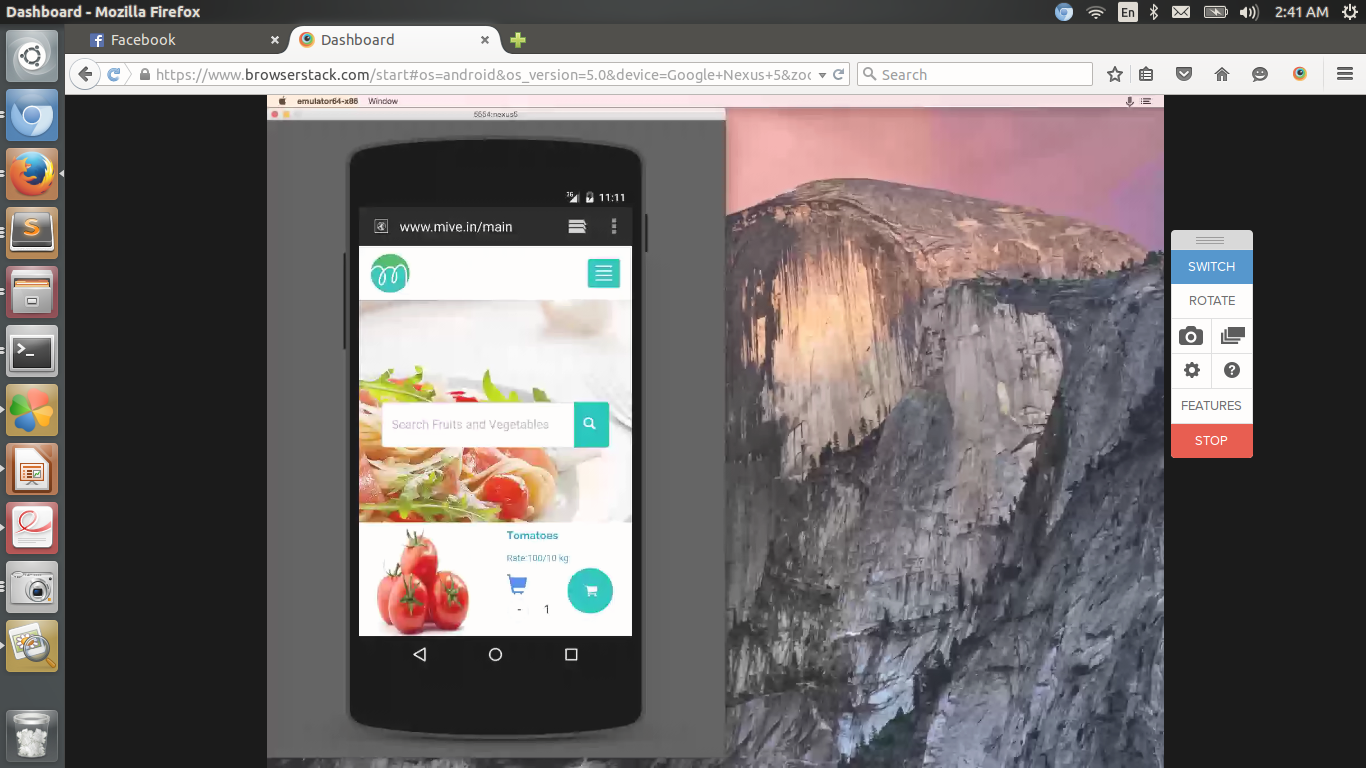 Dashboard - Mozilla Firefox
En
2:41 AM
Facebook
Dashboard
https://www.browserstack.com/start#os=android&os_version=5.0&device=Google+Nexus+5&zoo
Search
emulator64-x86 Window
5554:nexus5
3G
11:11
www.mive.in/main
m
Search Fruits and Vegetables
Tomatoes
Rate:100/10 kg
- 1
SWITCH
ROTATE
FEATURES
STOP